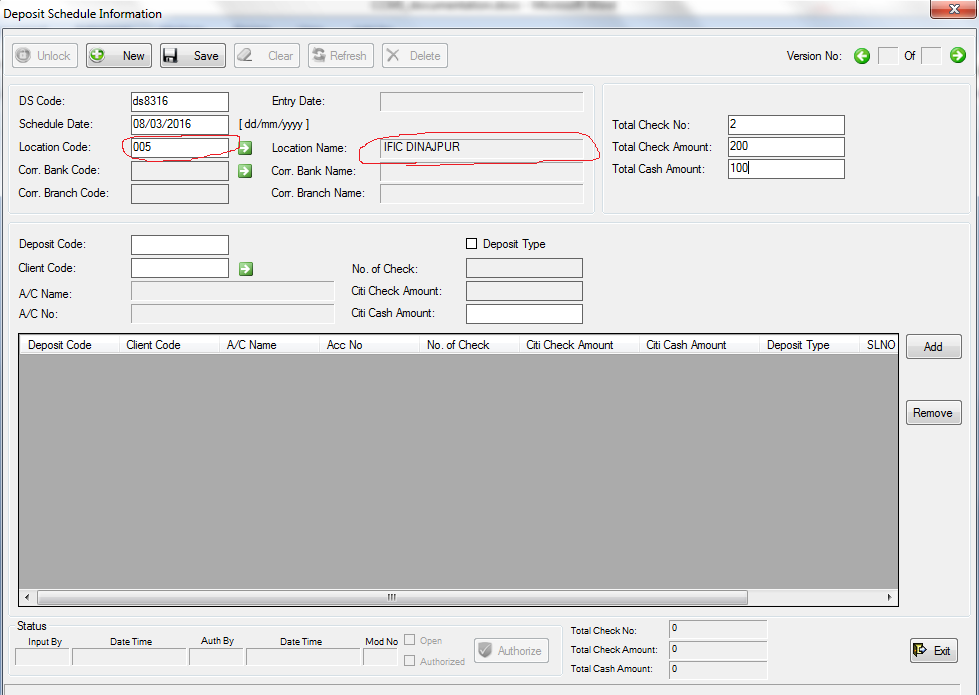 Deposit Schedule Information
Unlock New Save Clear Refresh Delete Version No: Of
DS Code: ds8316 Entry Date:
Schedule Date: 08/03/2016 [ dd/mm/yyyy ]
Location Code: 005 Location Name: IFIC DINAJPUR
Corr. Bank Code: Corr. Bank Name:
Corr. Branch Code: Corr. Branch Name:
Total Check No: 2
Total Check Amount: 200
Total Cash Amount: 100
Deposit Code: Deposit Type
Client Code: No. of Check:
A/C Name: Citi Check Amount:
A/C No: Citi Cash Amount:
Deposit Code Client Code A/C Name Acc No No. of Check Citi Check Amount Citi Cash Amount Deposit Type SLNO
Add
Remove
Status
Input By Date Time Auth By Date Time Mod No Open
Authorized
Authorize
Total Check No: 0
Total Check Amount: 0
Total Cash Amount: 0
Exit